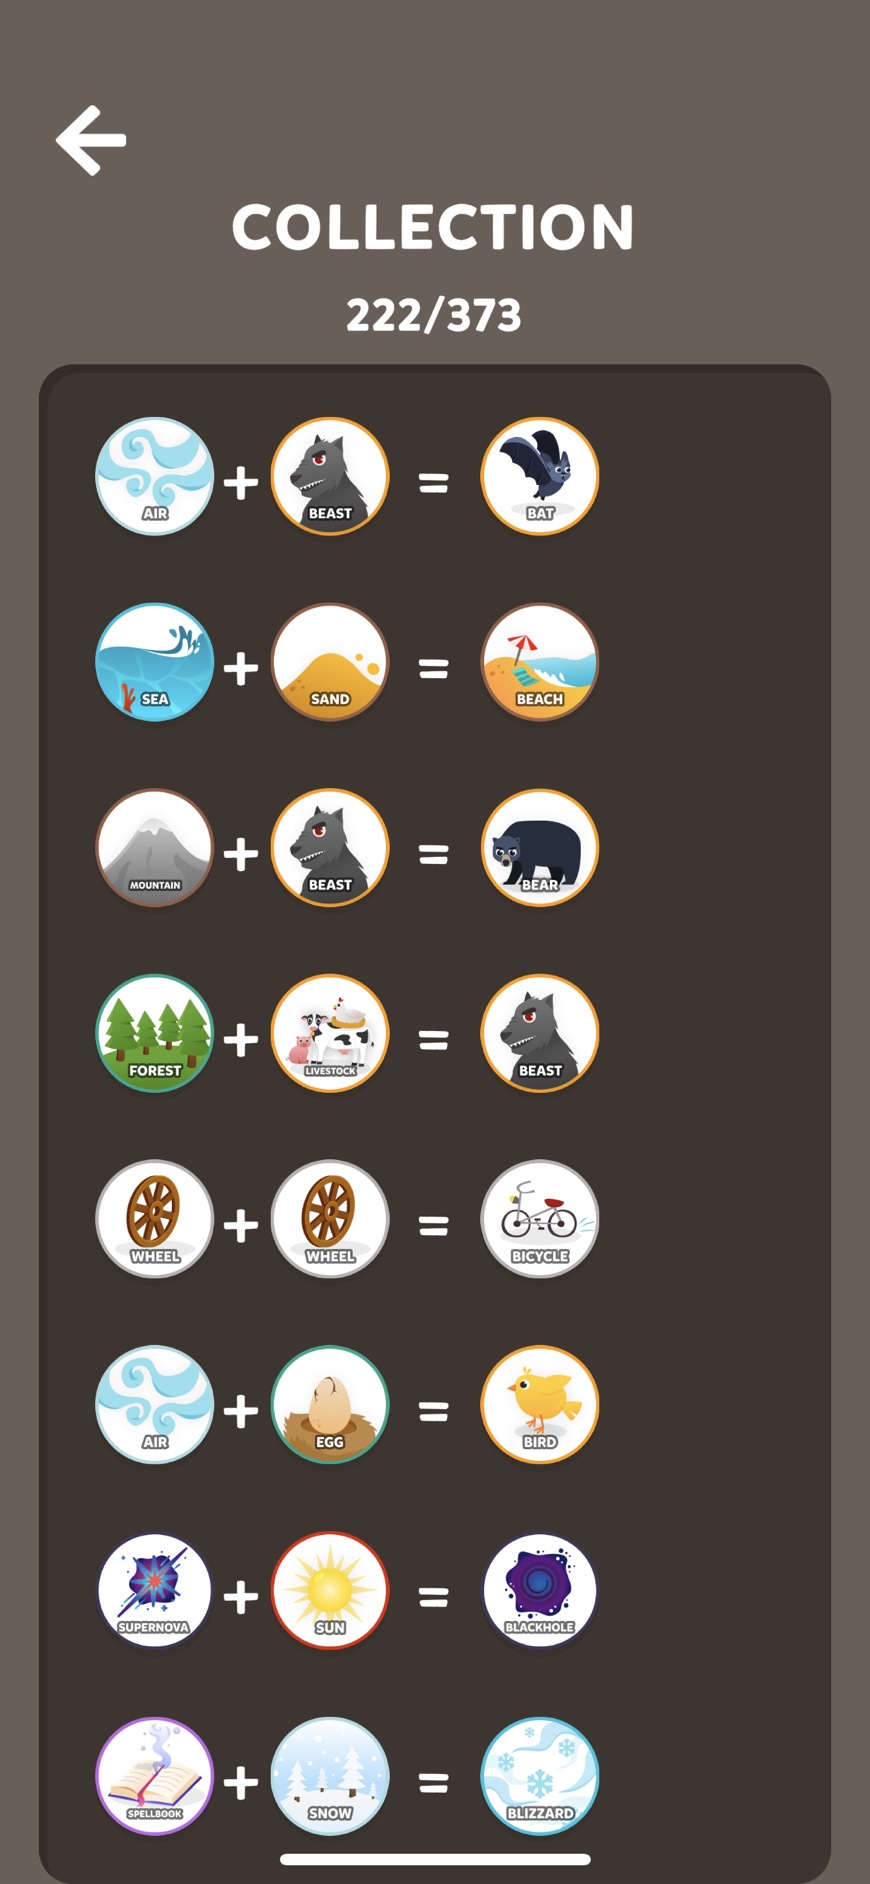 COLLECTION
222/373
AIR + BEAST = BAT
SEA + SAND = BEACH
MOUNTAIN + BEAST = BEAR
FOREST + LIVESTOCK = BEAST
WHEEL + WHEEL = BICYCLE
AIR + EGG = BIRD
SUPERNOVA + SUN = BLACKHOLE
SPELLBOOK + SNOW = BLIZZARD